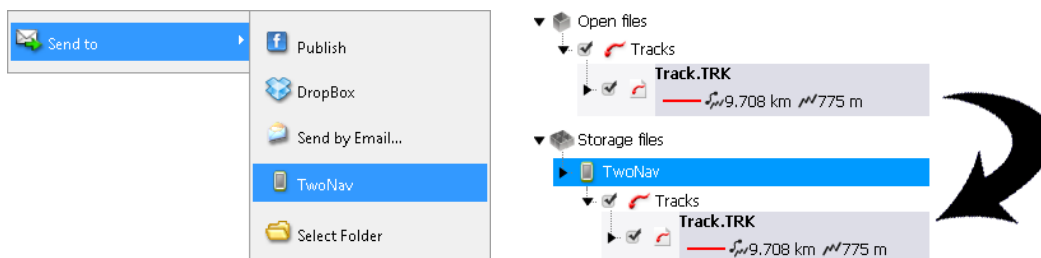 Send to
Publish
DropBox
Send by Email...
TwoNav
Select Folder
Open files
Tracks
Track.TRK
9.708 km 775 m
Storage files
TwoNav
Tracks
Track.TRK
9.708 km 775 m